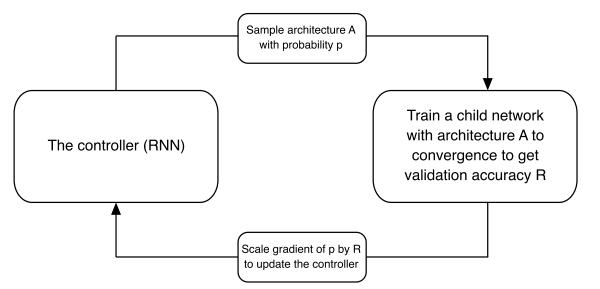 Sample architecture A
with probability p
The controller (RNN)
Train a child network
with architecture A to
convergence to get
validation accuracy R
Scale gradient of p by R
to update the controller